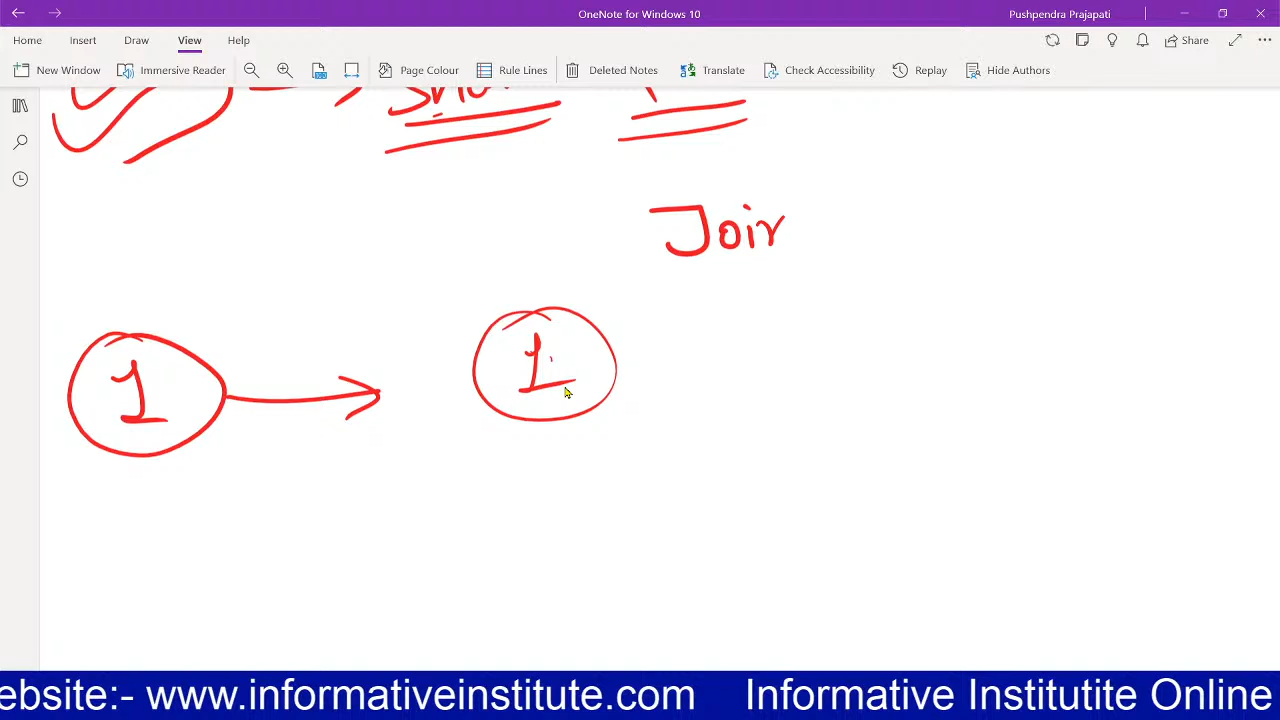 OneNote for Windows 10
Pushpendra Prajapati
Home Insert Draw View Help
Share
New Window Immersive Reader Page Colour Rule Lines Deleted Notes Translate Check Accessibility Replay Hide Authors
Join
1 1
ebsite:- www.informativeinstitute.com Informative Institutite Online